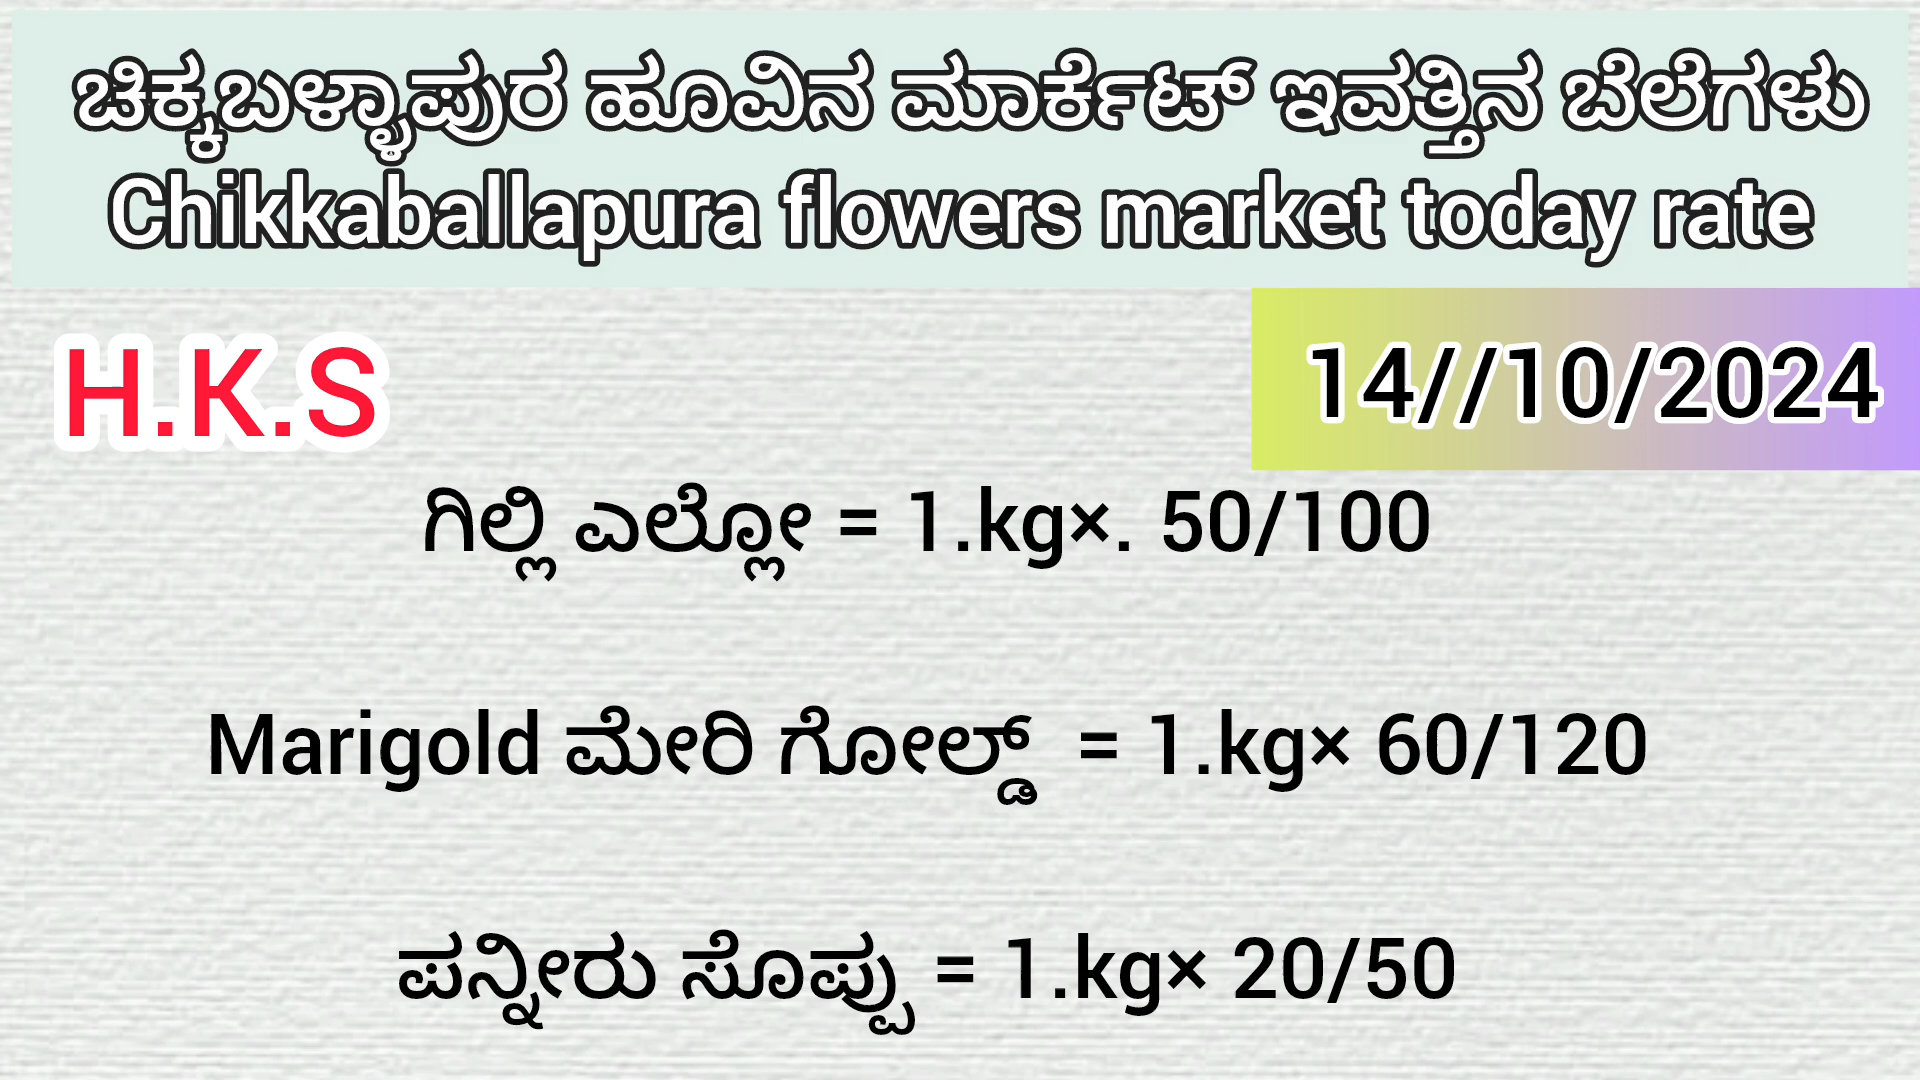 ಚಿಕ್ಕಬಳ್ಳಾಪುರ ಹೂವಿನ ಮಾರ್ಕೆಟ್ ಇವತ್ತಿನ ಬೆಲೆಗಳು
Chikkaballapura flowers market today rate
H.K.S
14//10/2024
ಗಿಲ್ಲಿ ಎಲ್ಲೋ = 1.kg×. 50/100
Marigold ಮೇರಿ ಗೋಲ್ಡ್ = 1.kg× 60/120
ಪನ್ನೀರು ಸೊಪ್ಪು = 1.kg× 20/50